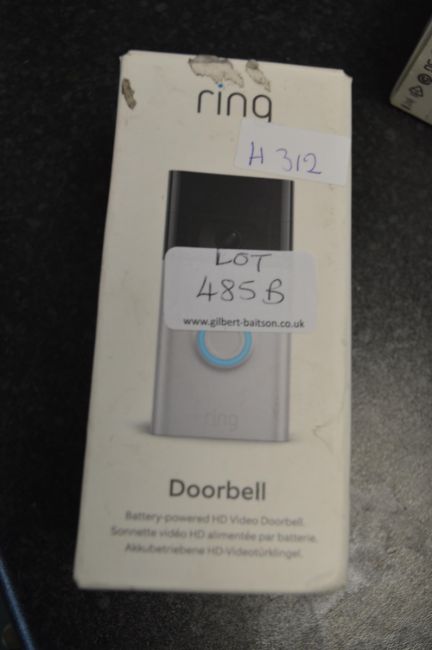 ring
H 312
LOT
485B
www.gilbert-baitson.co.uk
ring
Doorbell
Battery-powered HD Video Doorbell.
Sonnette vidéo HD alimentée par batterie.
Akkubetriebene HD-Videotürklingel.